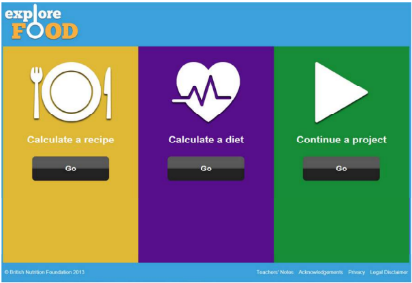 explore
FOOD
Calculate a recipe
Calculate a diet
Continue a project
Go
Go
Go
© British Nutrition Foundation 2013
Teachers' Notes Acknowledgements Privacy Legal Disclaimer